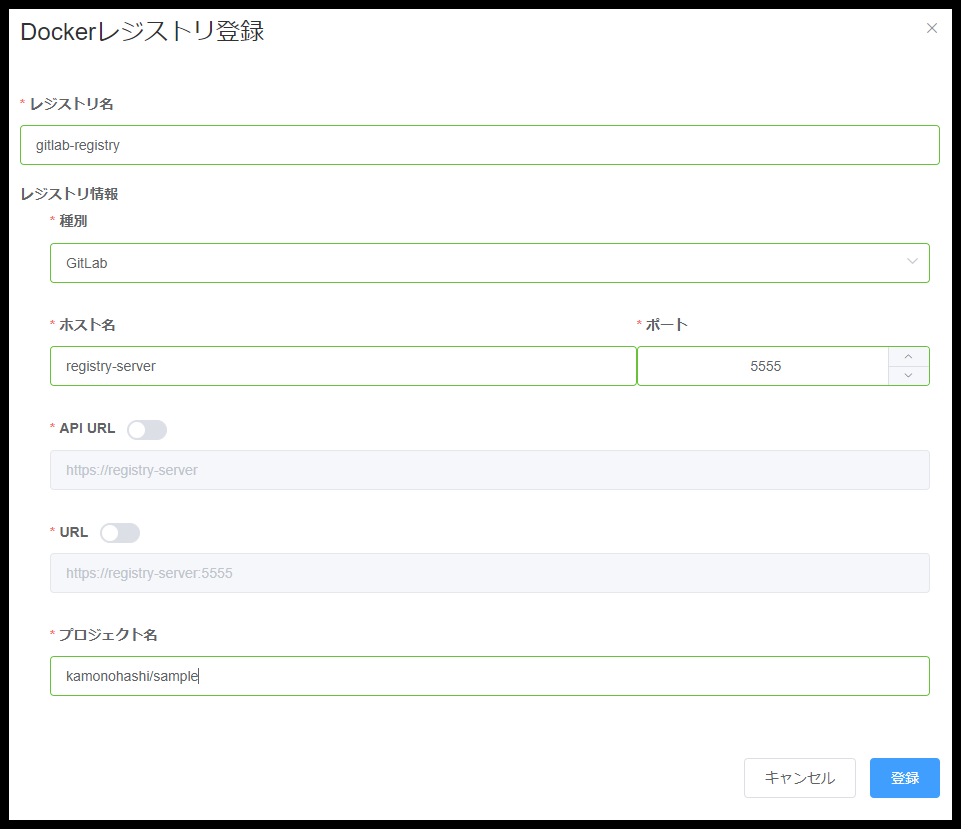 Dockerレジストリ登録
* レジストリ名
gitlab-registry
レジストリ情報
* 種別
GitLab
* ホスト名 * ポート
registry-server 5555
* API URL
https://registry-server
* URL
https://registry-server:5555
* プロジェクト名
kamonohashi/sample
キャンセル 登録